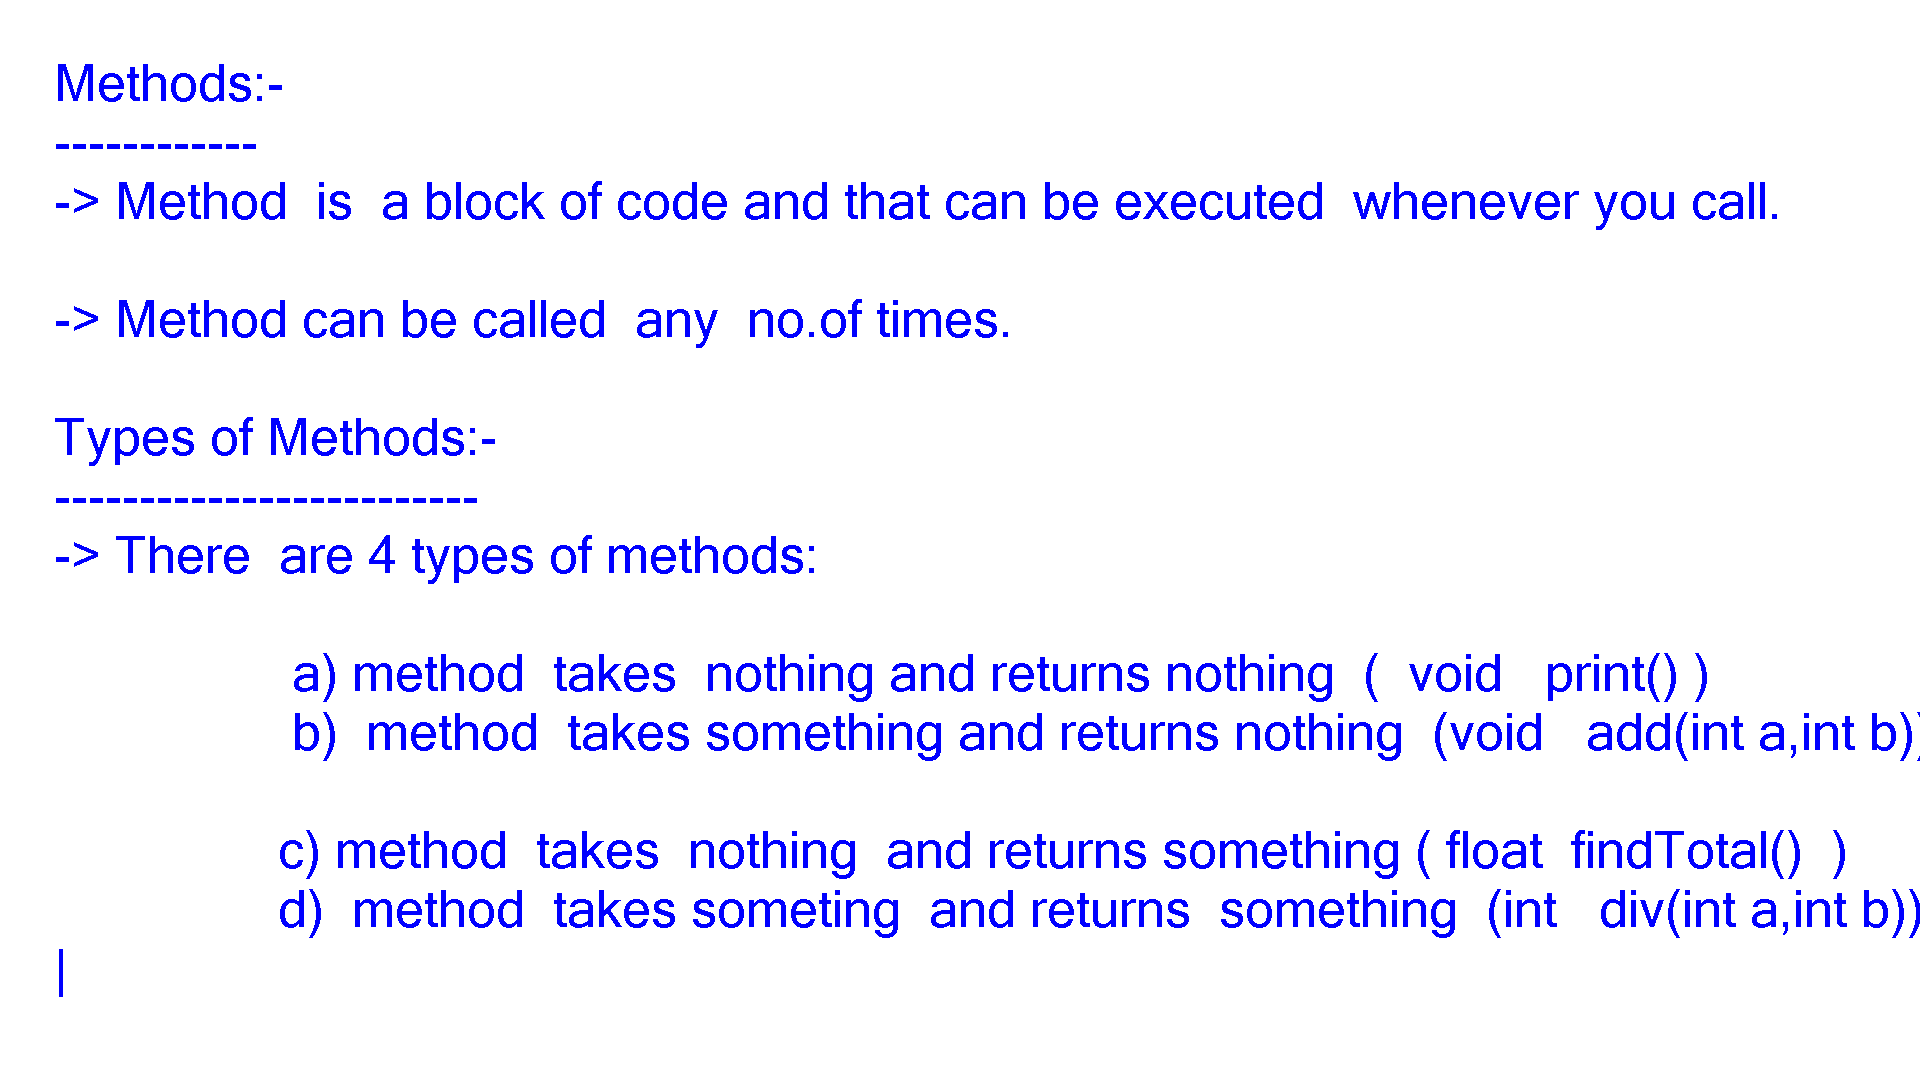 Methods:-
------------
-> Method  is  a block of code and that can be executed  whenever you call.
-> Method can be called  any  no.of times.
Types of Methods:-
-------------------------
-> There  are 4 types of methods:
a) method  takes  nothing and returns nothing  (  void   print() )
b)  method  takes something and returns nothing  (void   add(int a,int b))
c) method  takes  nothing  and returns something ( float  findTotal()  )
d)  method  takes someting  and returns  something  (int   div(int a,int b))